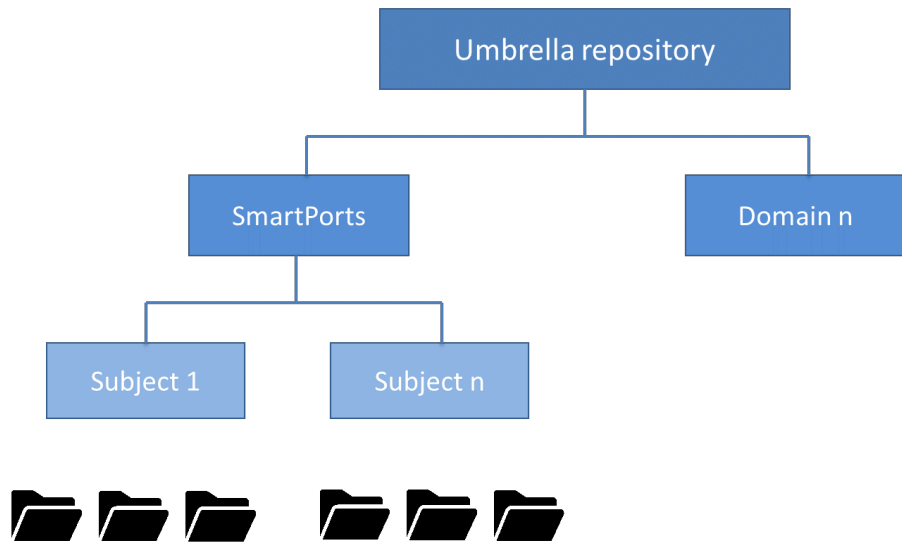 Umbrella repository
SmartPorts
Domain n
Subject 1
Subject n